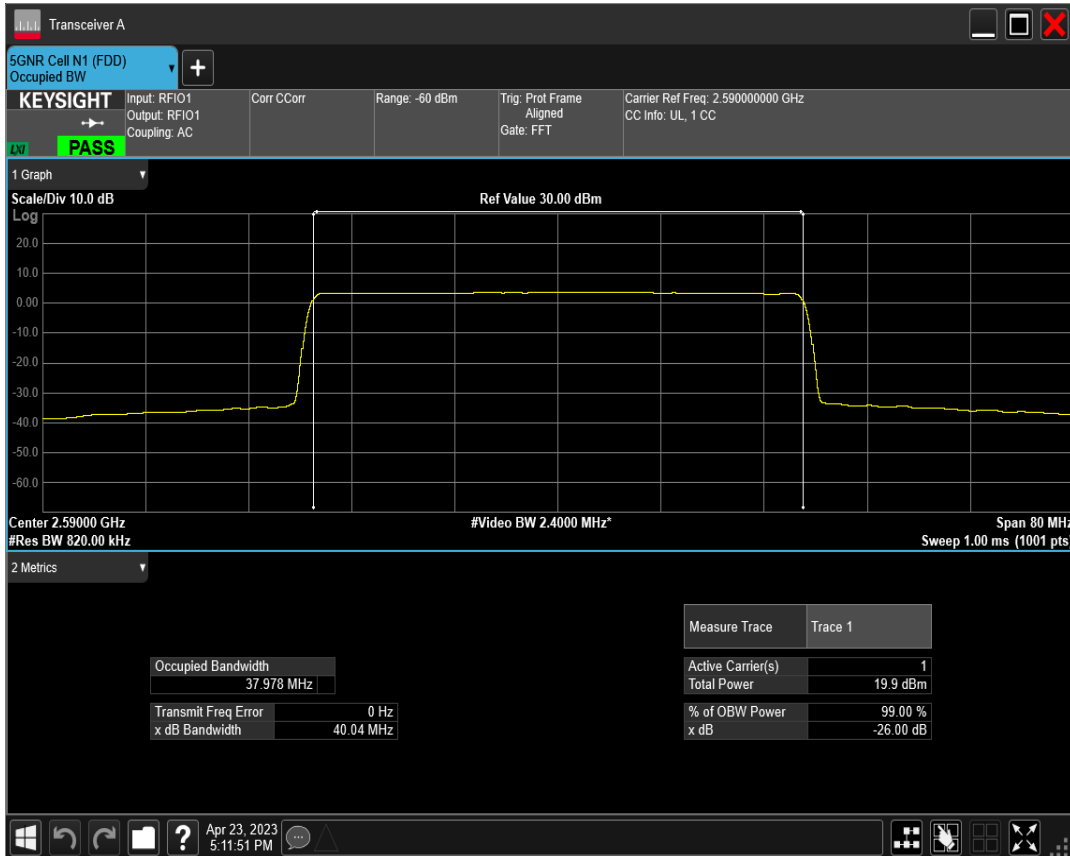 Transceiver A
5GNR Cell N1 (FDD)
Occupied BW
+
KEYSIGHT
LXI
PASS
Input: RFIO1
Output: RFIO1
Coupling: AC
Corr CCorr
Range: -60 dBm
Trig: Prot Frame
Aligned
Gate: FFT
Carrier Ref Freq: 2.590000000 GHz
CC Info: UL, 1 CC
1 Graph
Scale/Div 10.0 dB
Ref Value 30.00 dBm
Log
20.0
10.0
0.00
-10.0
-20.0
-30.0
-40.0
-50.0
-60.0
Center 2.59000 GHz
#Video BW 2.4000 MHz*
Span 80 MHz
#Res BW 820.00 kHz
Sweep 1.00 ms (1001 pts)
2 Metrics
Measure Trace Trace 1
Occupied Bandwidth
37.978 MHz
Transmit Freq Error 0 Hz
x dB Bandwidth 40.04 MHz
Active Carrier(s) 1
Total Power 19.9 dBm
% of OBW Power 99.00 %
x dB -26.00 dB
?
Apr 23, 2023
5:11:51 PM